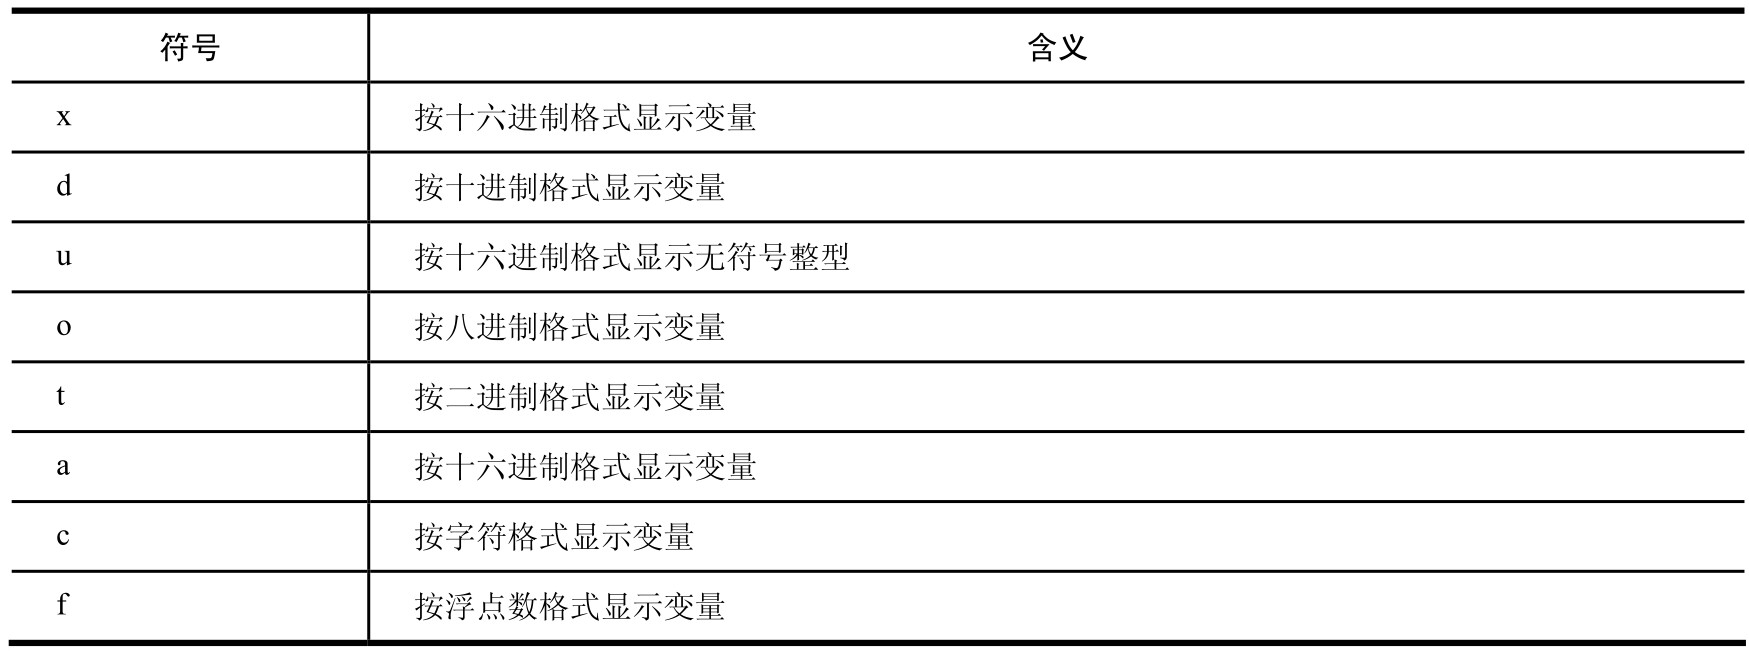 符号 含义
x 按十六进制格式显示变量
d 按十进制格式显示变量
u 按十六进制格式显示无符号整型
o 按八进制格式显示变量
t 按二进制格式显示变量
a 按十六进制格式显示变量
c 按字符格式显示变量
f 按浮点数格式显示变量